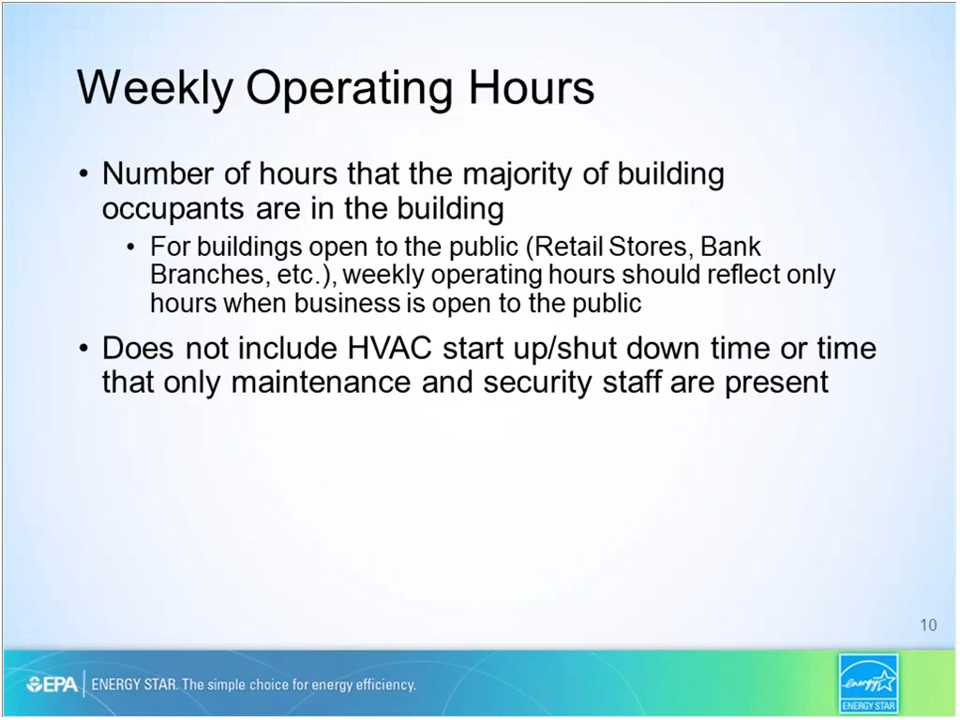 Weekly Operating Hours
• Number of hours that the majority of building
occupants are in the building
• For buildings open to the public (Retail Stores, Bank
Branches, etc.), weekly operating hours should reflect only
hours when business is open to the public
• Does not include HVAC start up/shut down time or time
that only maintenance and security staff are present
10
EPA ENERGY STAR. The simple choice for energy efficiency.
energy
ENERGY STAR